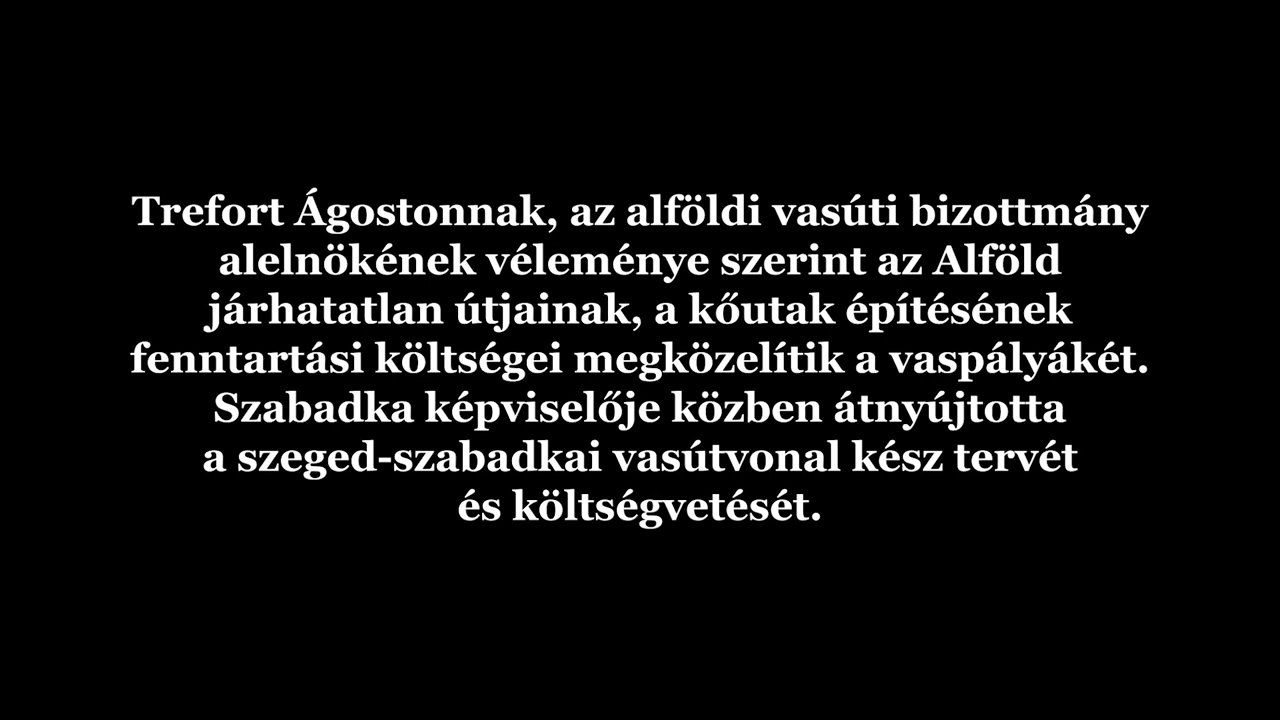 Trefort Ágostonnak, az alföldi vasúti bizottmány
alelnökének véleménye szerint az Alföld
járhatatlan útjainak, a kőutak építésének
fenntartási költségei megközelítik a vaspályákét.
Szabadka képviselője közben átnyújtotta
a szeged-szabadkai vasútvonal kész tervét
és költségvetését.